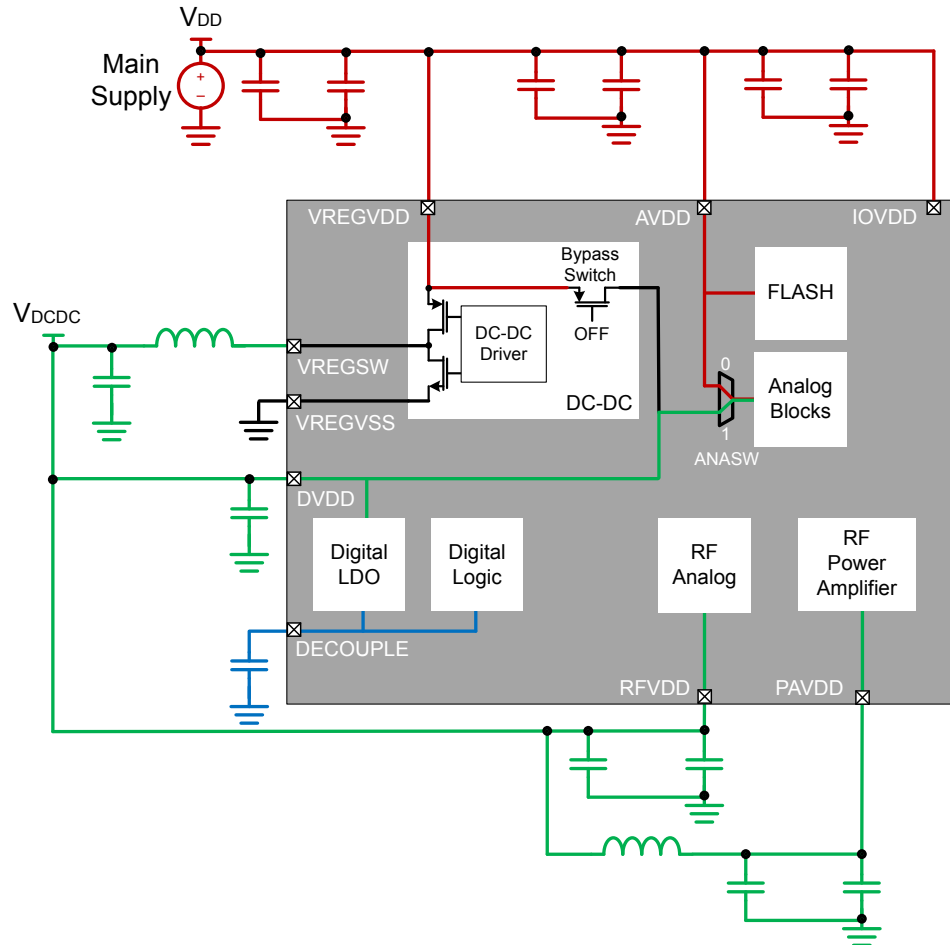 VDD
Main
Supply
+
–
VREGVDD
AVDD
IOVDD
Bypass
Switch
OFF
FLASH
VDCDC
DC-DC
Driver
VREGSW
0
Analog
Blocks
DC-DC
VREGVSS
1
ANASW
DVDD
Digital
LDO
Digital
Logic
RF
Analog
RF
Power
Amplifier
DECOUPLE
RFVDD
PAVDD